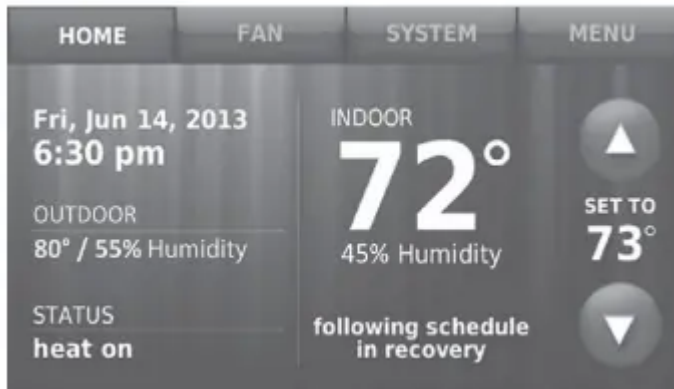 HOME FAN SYSTEM MENU
Fri, Jun 14, 2013
6:30 pm
OUTDOOR
80° / 55% Humidity
STATUS
heat on
INDOOR
72°
45% Humidity
following schedule
in recovery
SET TO
73°